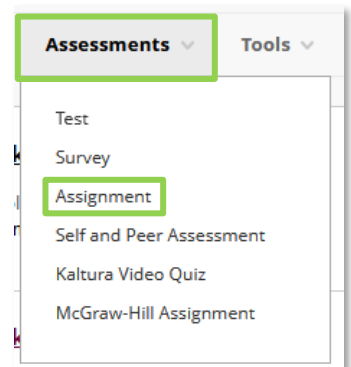 Assessments Tools
Test
Survey
Assignment
Self and Peer Assessment
Kaltura Video Quiz
McGraw-Hill Assignment